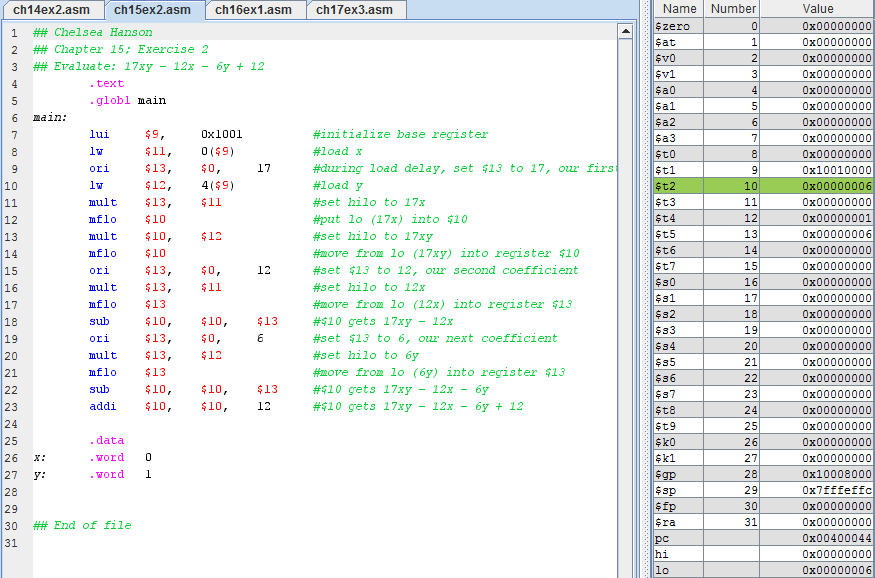 ch14ex2.asm ch15ex2.asm ch16ex1.asm ch17ex3.asm
1 ## Chelsea Hanson
2 ## Chapter 15; Exercise 2
3 ## Evaluate: 17xy - 12x - 6y + 12
4 .text
5 .globl main
6 main:
7 lui $9, 0x1001 #initialize base register
8 lw $11, 0($9) #load x
9 ori $13, $0, 17 #during load delay, set $13 to 17, our first
10 lw $12, 4($9) #load y
11 mult $13, $11 #set hilo to 17x
12 mflo $10 #put lo (17x) into $10
13 mult $10, $12 #set hilo to 17xy
14 mflo $10 #move from lo (17xy) into register $10
15 ori $13, $0, 12 #set $13 to 12, our second coefficient
16 mult $13, $11 #set hilo to 12x
17 mflo $13 #move from lo (12x) into register $13
18 sub $10, $10, $13 #$10 gets 17xy - 12x
19 ori $13, $0, 6 #set $13 to 6, our next coefficient
20 mult $13, $12 #set hilo to 6y
21 mflo $13 #move from lo (6y) into register $13
22 sub $10, $10, $13 #$10 gets 17xy - 12x - 6y
23 addi $10, $10, 12 #$10 gets 17xy - 12x - 6y + 12
24
25 .data
26 x: .word 0
27 y: .word 1
28
29
30 ## End of file
31
Name Number Value
$zero 0 0x00000000
$at 1 0x00000000
$v0 2 0x00000000
$v1 3 0x00000000
$a0 4 0x00000000
$a1 5 0x00000000
$a2 6 0x00000000
$a3 7 0x00000000
$t0 8 0x00000000
$t1 9 0x10010000
$t2 10 0x00000006
$t3 11 0x00000000
$t4 12 0x00000001
$t5 13 0x00000006
$t6 14 0x00000000
$t7 15 0x00000000
$s0 16 0x00000000
$s1 17 0x00000000
$s2 18 0x00000000
$s3 19 0x00000000
$s4 20 0x00000000
$s5 21 0x00000000
$s6 22 0x00000000
$s7 23 0x00000000
$t8 24 0x00000000
$t9 25 0x00000000
$k0 26 0x00000000
$k1 27 0x00000000
$gp 28 0x10008000
$sp 29 0x7fffeffc
$fp 30 0x00000000
$ra 31 0x00000000
pc 0x00400044
hi 0x00000000
lo 0x00000006